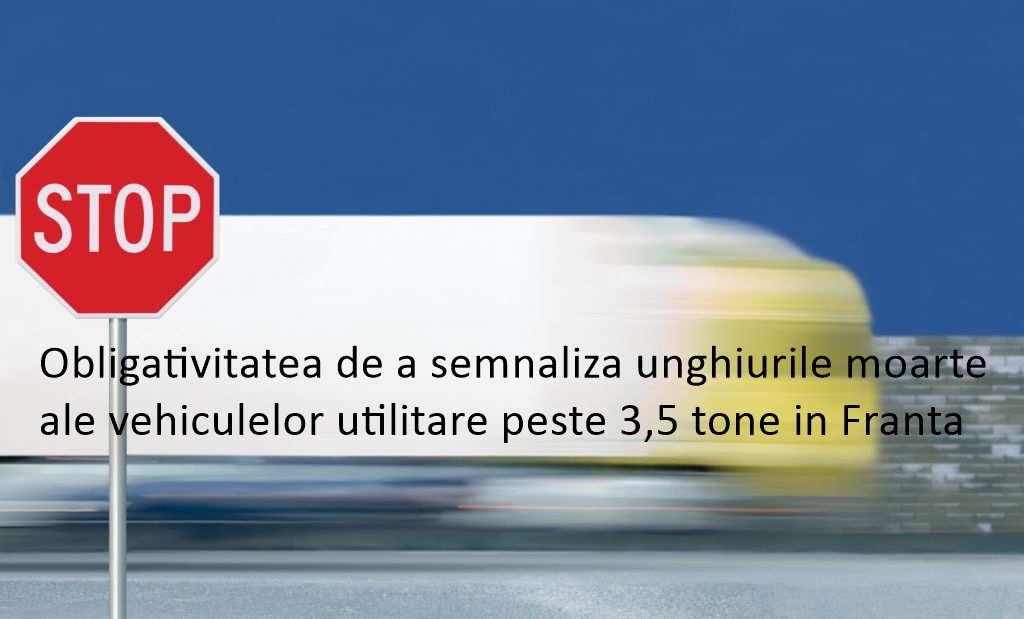 STOP
Obligativitatea de a semnaliza unghiurile moarte
ale vehiculelor utilitare peste 3,5 tone in Franta